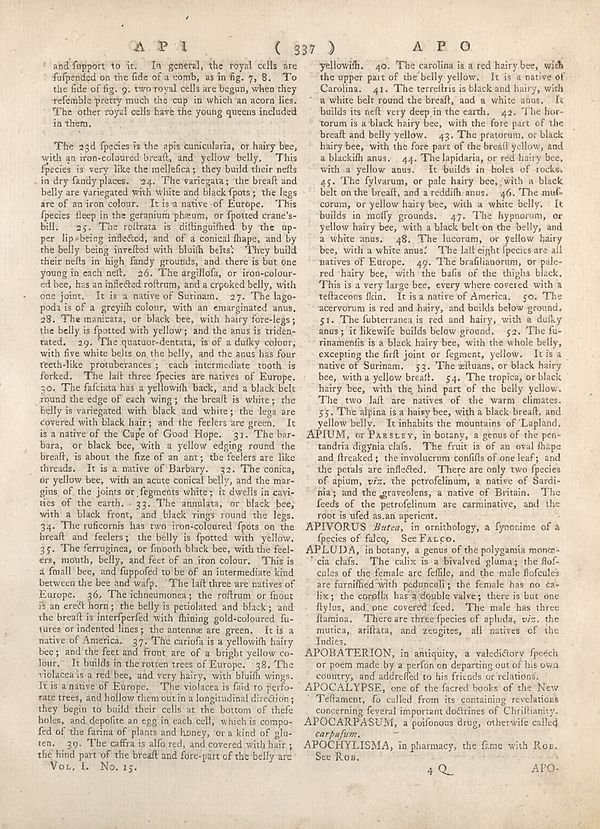 A P I ( 337 ) A P O
and ſupport to it. In general, the royal cells are
ſuſpended on the ſide of a comb, as in fig. 7, 8. To
the ſide of fig. 9. two royal cells are begun, when they
reſemble pretty much the cup in which an acorn lies.
The other royal cells have the young queens included
in them.
The 23d ſpecies is the apis cunicularia, or hairy bee,
with an iron-coloured breaſt, and yellow belly. This
ſpecies is very like the mellefica; they build their neſts
in dry ſandy places. 24. The variegata; the breaſt and
belly are variegated with white and black ſpots; the legs
are of an iron colour. It is a native of Europe. This
ſpecies ſleep in the geranium phæum, or ſpotted crane's-
bill. 25. The roſtrata is diſtinguiſhed by the up-
per lip being inflected, and of a conical ſhape, and by
the belly being inveſted with bluiſh belts. They build
their neſts in high ſandy grounds, and there is but one
young in each neſt. 26. The argilloſa, or iron-colour-
ed bee, has an inflected roſtrum, and a crooked belly, with
one joint. It is a native of Surinam. 27. The lago-
poda is of a greyiſh colour, with an emarginated anus.
28. The manicata, or black bee, with hairy fore-legs;
the belly is ſpotted with yellow; and the anus is triden-
tated. 29. The quatuor-dentata, is of a duſky colour,
with five white belts on the belly, and the anus has four
teeth-like protuberances; each intermediate tooth is
forked. The laſt three ſpecies are natives of Europe.
30. The faſciata has a yellowiſh back, and a black belt
round the edge of each wing; the breaſt is white; the
belly is variegated with black and white; the legs are
covered with black hair; and the feelers are green. It
is a native of the Cape of Good Hope. 31. The bar-
bara, or black bee, with a yellow edging round the
breaſt, is about the ſize of an ant; the feelers are like
threads. It is a native of Barbary. 32. The conica,
or yellow bee, with an acute conical belly, and the mar-
gins of the joints or ſegments white; it dwells in cavi-
ties of the earth. 33. The annulata, or black bee,
with a black front, and black rings round the legs.
34. The ruficornis has two iron-coloured ſpots on the
breaſt and feelers; the belly is ſpotted with yellow.
35. The ferruginea, or ſmooth black bee, with the feel-
ers, mouth, belly, and feet of an iron colour. This is
a ſmall bee, and ſuppoſed to be of an intermediate kind
between the bee and waſp. The laſt three are natives of
Europe. 36. The ichneumonea; the roſtrum or ſnout
is an erect horn; the belly is petiolated and black; and
the breaſt is interſperſed with ſhining gold-coloured fu-
tures or indented lines; the antennæ are green. It is a
native of America. 37. The carioſa is a yellowiſh hairy
bee; and the feet and front are of a bright yellow co-
lour. It builds in the rotten trees of Europe. 38. The
violacea is a red bee, and very hairy, with bluiſh wings.
It is a native of Europe. The violacea is ſaid to perfo-
rate trees, and hollow them out in a longitudinal direction;
they begin to build their cells at the bottom of theſe
holes, and depoſite an egg in each cell, which is compo-
ſed of the farina of plants and honey, or a kind of glu-
ten. 39. The caffra is alſo red, and covered with hair;
the hind part of the breaſt and fore-part of the belly are
VOL. I. No. 15.
yellowiſh. 40. The carolina is a red hairy bee, with
the upper part of the belly yellow. It is a native of
Carolina. 41. The terreſtris is black and hairy, with
a white belt round the breaſt, and a white anus. It
builds its neſt very deep in the earth. 42. The hor-
torum is a black hairy bee, with the fore part of the
breaſt and belly yellow. 43. The pratorum, or black
hairy bee, with the fore part of the breaſt yellow, and
a blackiſh anus. 44. The lapidaria, or red hairy bee,
with a yellow anus. It builds in holes of rocks.
45. The ſylvarum, or pale hairy bee, with a black
belt on the breaſt, and a reddiſh anus. 46. The muſ-
corum, or yellow hairy bee, with a white belly. It
builds in moſſy grounds. 47. The hypnorum, or
yellow hairy bee, with a black belt on the belly, and
a white anus. 48. The lucorum, or yellow hairy
bee, with a white anus. The laſt eight ſpecies are all
natives of Europe. 49. The braſilianorum, or pale-
red hairy bee, with the baſis of the thighs black.
This is a very large bee, every where covered with a
teſtaceous ſkin. It is a native of America. 50. The
acervorum is red and hairy, and builds below ground.
51. The ſubterranea is red and hairy, with a duſky
anus; it likewiſe builds below ground. 52. The ſu-
rinamenſis is a black hairy bee, with the whole belly,
excepting the firſt joint or ſegment, yellow. It is a
native of Surinam. 53. The æſtuans, or black hairy
bee, with a yellow breaſt. 54. The tropica, or black
hairy bee, with the hind part of the belly yellow.
The two laſt are natives of the warm climates.
55. The alpina is a hairy bee, with a black breaſt, and
yellow belly. It inhabits the mountains of Lapland.
APIUM, or PARSLEY, in botany, a genus of the pen-
tandria digynia claſs. The fruit is of an oval ſhape
and ſtreaked; the involucrum conſiſts of one leaf; and
the petals are inflected. There are only two ſpecies
of apium, viz. the petroſelinum, a native of Sardi-
nia; and the graveolens, a native of Britain. The
ſeeds of the petroſelinum are carminative, and the
root is uſed as an aperient.
APIVORUS Buteo, in ornithology, a ſynonime of a
ſpecies of falco. See FALCO.
APLUDA, in botany, a genus of the polygamia monœ-
cia claſs. The calix is a bivalved gluma; the floſ-
cules of the female are ſeſſile, and the male floſcules
are furniſhed with pedunculi; the female has no ca-
lix; the corolla has a double valve; there is but one
ſtylus, and one covered ſeed. The male has three
ſtamina. There are three ſpecies of apluda, viz. the
mutica, ariſtata, and zeugites, all natives of the
Indies.
APOBATERION, in antiquity, a valedictory ſpeech
or poem made by a perſon on departing out of his own
country, and addreſſed to his friends or relations.
APOCALYPSE, one of the ſacred books of the New
Teſtament, ſo called from its containing revelations
concerning ſeveral important doctrines of Chriſtianity.
APOCARPASUM, a poiſonous drug, otherwiſe called
carpaſum.
APOCHYLISMA, in pharmacy, the ſame with ROB.
See ROB.
4 Q APO-